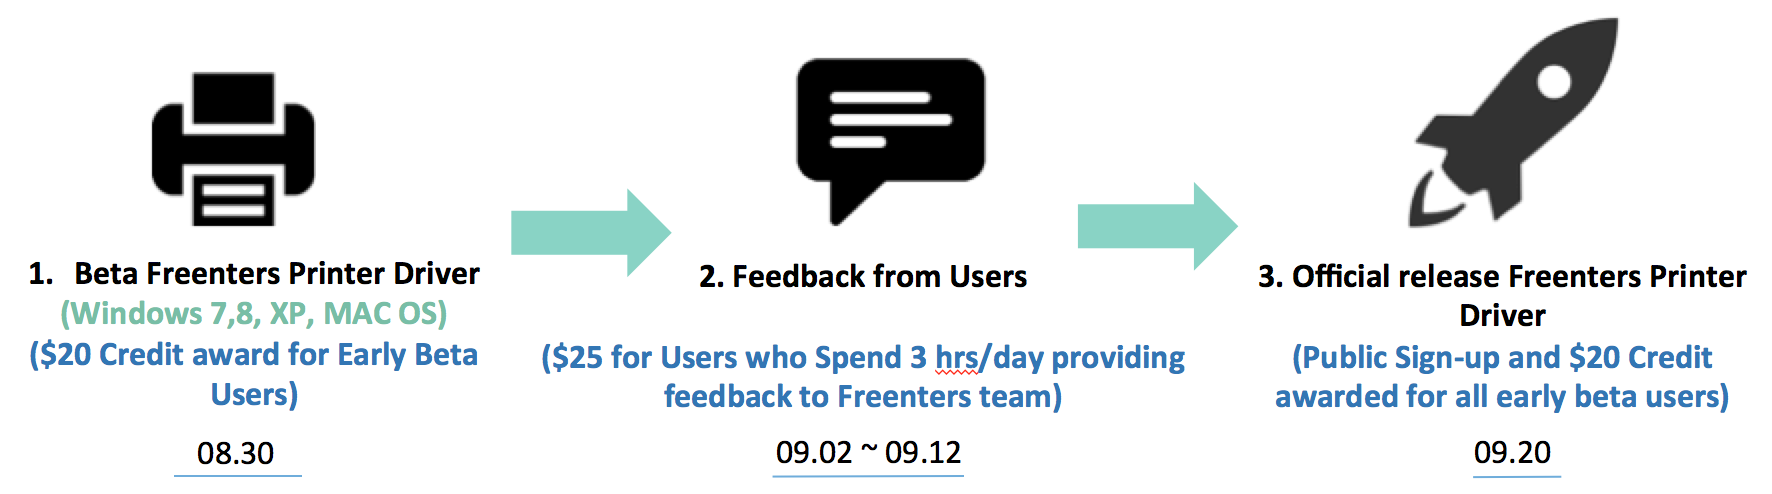 1. Beta Freenters Printer Driver
(Windows 7,8, XP, MAC OS)
($20 Credit award for Early Beta
Users)
08.30
2. Feedback from Users
($25 for Users who Spend 3 hrs/day providing
feedback to Freenters team)
09.02 ~ 09.12
3. Official release Freenters Printer
Driver
(Public Sign-up and $20 Credit
awarded for all early beta users)
09.20